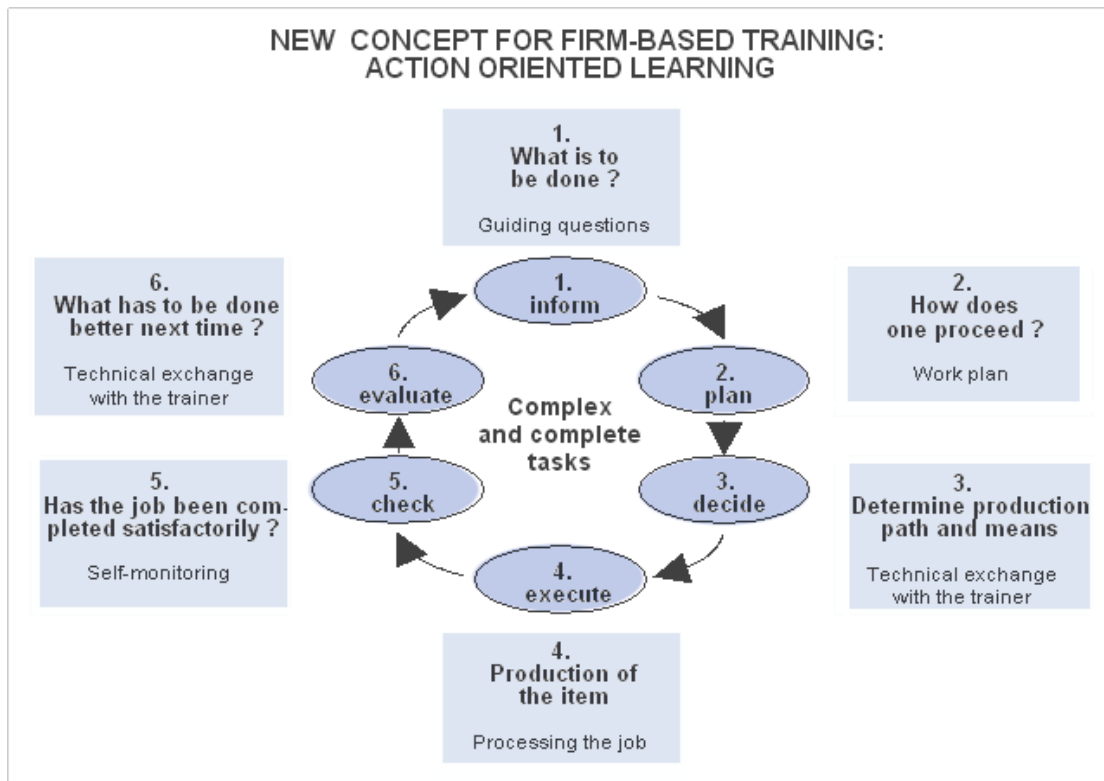 NEW CONCEPT FOR FIRM-BASED TRAINING:
ACTION ORIENTED LEARNING
1.
What is to
be done ?
Guiding questions
1.
inform
2.
How does
one proceed ?
Work plan
2.
plan
3.
Determine production
path and means
Technical exchange
with the trainer
3.
decide
4.
execute
4.
Production of
the item
Processing the job
5.
Has the job been com-
pleted satisfactorily ?
Self-monitoring
5.
check
6.
What has to be done
better next time ?
Technical exchange
with the trainer
6.
evaluate
Complex
and complete
tasks